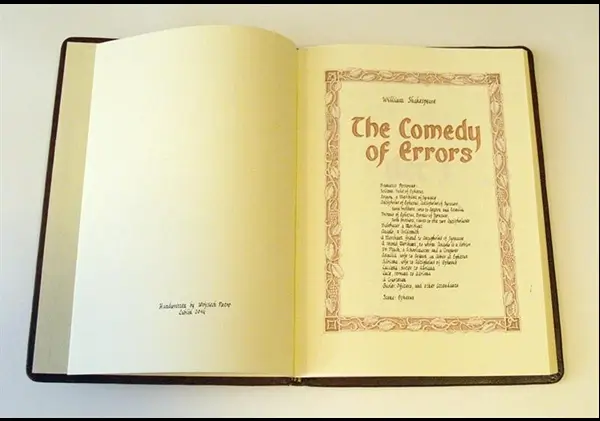 Handwritten by Wojciech
Lublin 2016
William Shakespeare
The Comedy
of Errors
Dramatis Personae:
Solinus, Duke of Ephesus
Egeon, a Merchant of Syracuse
Antipholus of Ephesus, Antipholus of Syracuse,
twin brothers, sons to Egeon and Emilia
Dromio of Ephesus, Dromio of Syracuse,
twin brothers, slaves to the two Antipholuses
Balthasar, a Merchant
Angelo, a Goldsmith
A Merchant, friend to Antipholus of Syracuse
A second Merchant, to whom Angelo is a debtor
Dr. Pinch, a Schoolmaster and a Conjurer
Emilia, wife to Egeon, an Abbess at Ephesus
Adriana, wife to Antipholus of Ephesus
Luciana, sister to Adriana
Luce, servant to Adriana
A Courtesan
Gaoler, Officers, and other Attendants
Scene: Ephesus